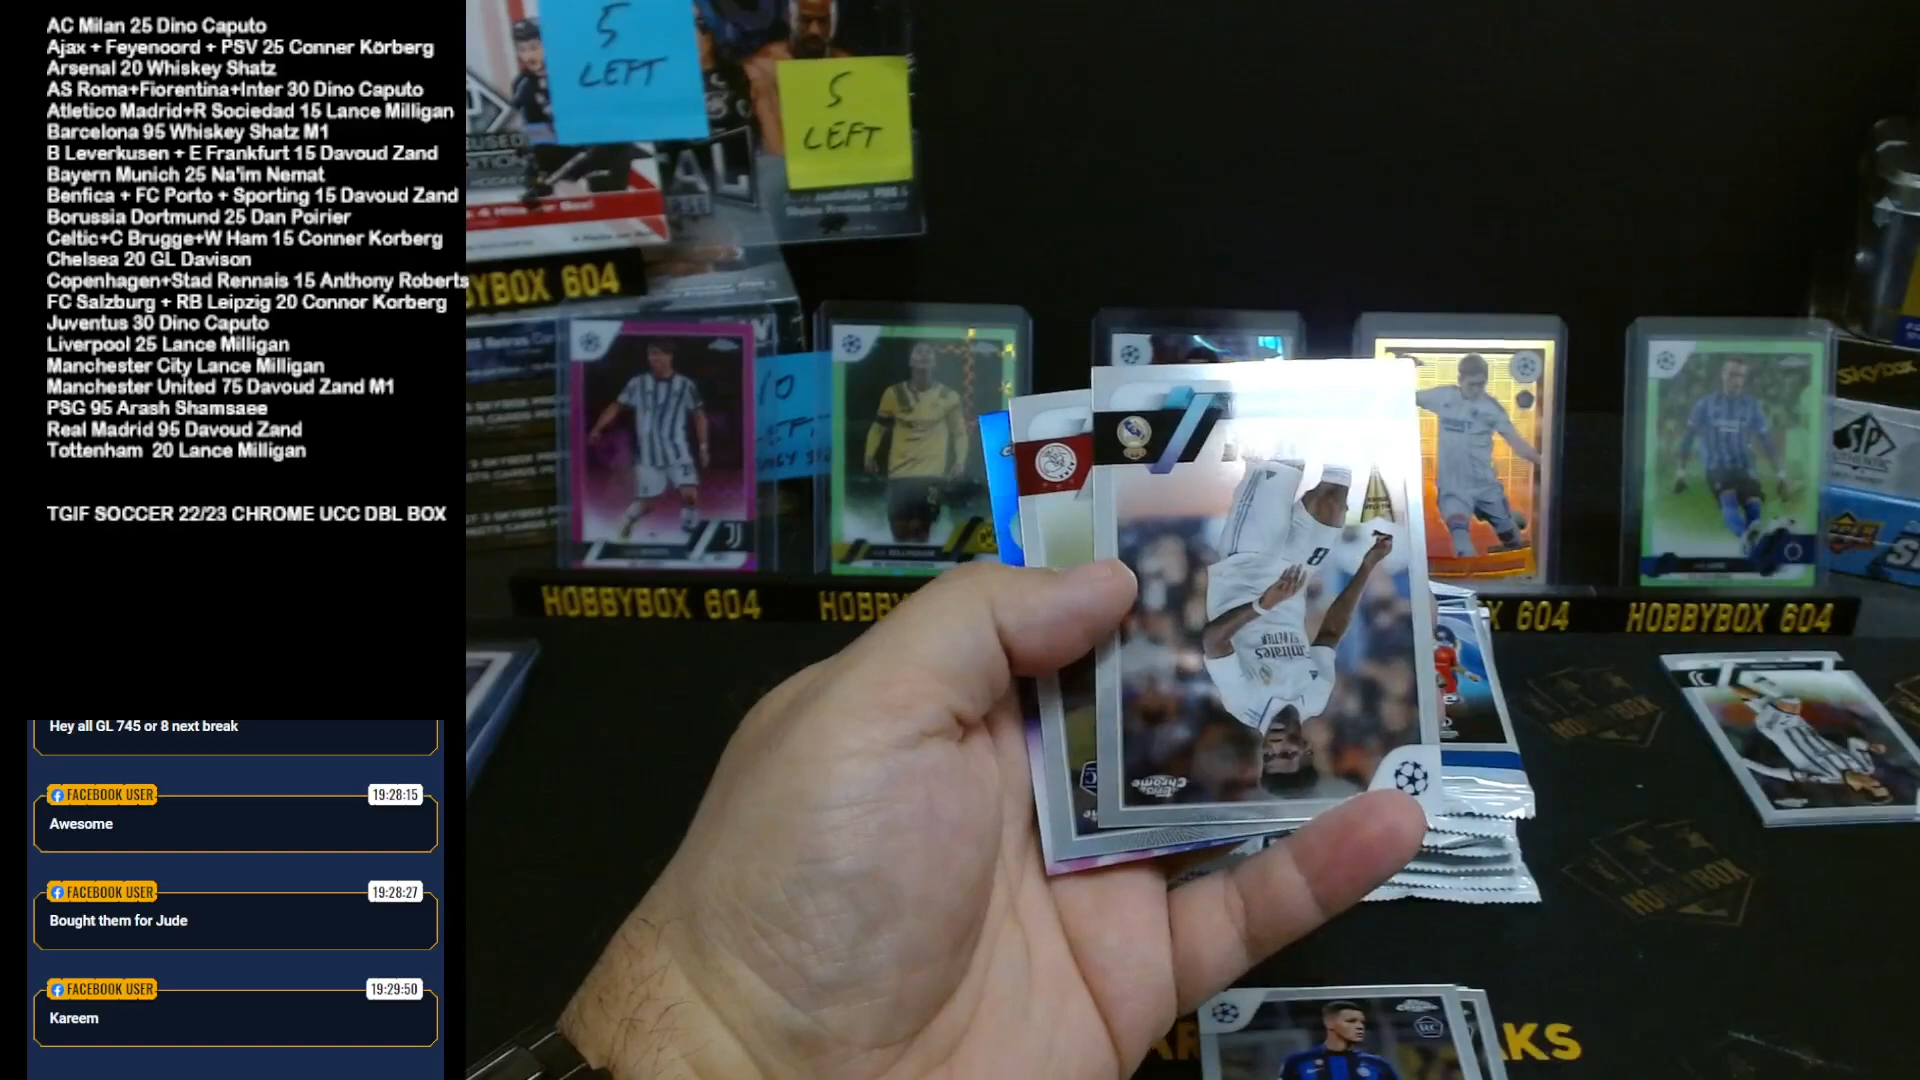 AC Milan 25 Dino Caputo
Ajax + Feyenoord + PSV 25 Conner Körberg
Arsenal 20 Whiskey Shatz
AS Roma+Fiorentina+Inter 30 Dino Caputo
Atletico Madrid+R Sociedad 15 Lance Milligan
Barcelona 95 Whiskey Shatz M1
B Leverkusen + E Frankfurt 15 Davoud Zand
Bayern Munich 25 Na'im Nemat
Benfica + FC Porto + Sporting 15 Davoud Zand
Borussia Dortmund 25 Dan Poirier
Celtic+C Brugge+W Ham 15 Conner Korberg
Chelsea 20 GL Davison
Copenhagen+Stad Rennais 15 Anthony Roberts
FC Salzburg + RB Leipzig 20 Connor Korberg
Juventus 30 Dino Caputo
Liverpool 25 Lance Milligan
Manchester City Lance Milligan
Manchester United 75 Davoud Zand M1
PSG 95 Arash Shamsaee
Real Madrid 95 Davoud Zand
Tottenham 20 Lance Milligan
TGIF SOCCER 22/23 CHROME UCC DBL BOX
Hey all GL 745 or 8 next break
FACEBOOK USER 19:28:15
Awesome
FACEBOOK USER 19:28:27
Bought them for Jude
FACEBOOK USER 19:29:50
Kareem
5
LEFT
5
LEFT
YBOX 604
10
HOBBYBOX 604
HOBBY
X 604
HOBBYBOX 604
Emirates
8
HOBBYBOX
AKS